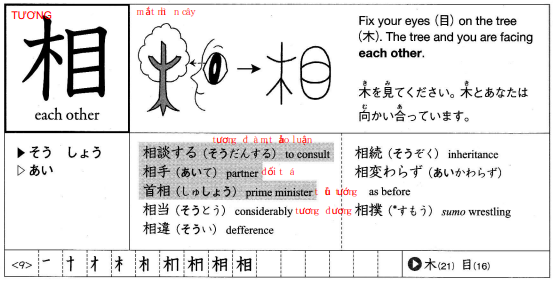 TƯƠNG
相
each other
mắt nhìn cây
Fix your eyes (目) on the tree
(木). The tree and you are facing
each other.
木(き)を見(み)てください。木(き)とあなたは
向(む)かい合(あ)っています。
▶そう しょう
▷あい
tương đàm thảo luận
相談する (そうだんする) to consult
相手 (あいて) partner đối
首相 (しゅしょう) prime minister tướng
相当 (そうとう) considerably tương đương
相違 (そうい) defference
相続 (そうぞく) inheritance
相変わらず (あいかわらず)
as before
相撲 (*すもう) sumo wrestling
<9> 一 十 オ 木 相
▶木(21) 目(16)